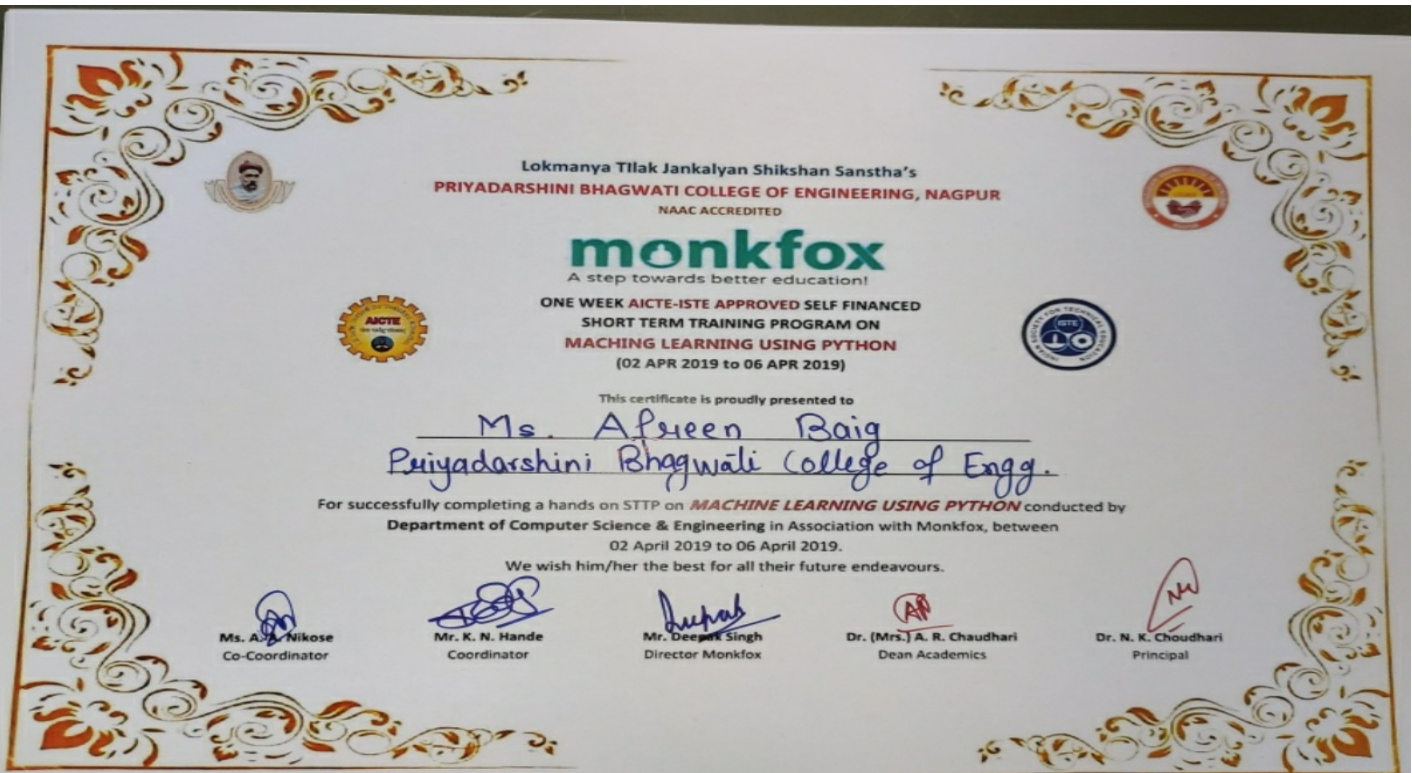 Lokmanya TIlak Jankalyan Shikshan Sanstha's
PRIYADARSHINI BHAGWATI COLLEGE OF ENGINEERING, NAGPUR
NAAC ACCREDITED
monkfox
A step towards better education!
AICTE
ISTE
ONE WEEK AICTE-ISTE APPROVED SELF FINANCED
SHORT TERM TRAINING PROGRAM ON
MACHING LEARNING USING PYTHON
(02 APR 2019 to 06 APR 2019)
This certificate is proudly presented to
Ms. Afreen Baig
Priyadarshini Bhagwati College of Engg.
For successfully completing a hands on STTP on MACHINE LEARNING USING PYTHON conducted by
Department of Computer Science & Engineering in Association with Monkfox, between
02 April 2019 to 06 April 2019.
We wish him/her the best for all their future endeavours.
Ms. A. A. Nikose
Co-Coordinator
Mr. K. N. Hande
Coordinator
Mr. Deepak Singh
Director Monkfox
Dr. (Mrs.) A. R. Chaudhari
Dean Academics
Dr. N. K. Choudhari
Principal